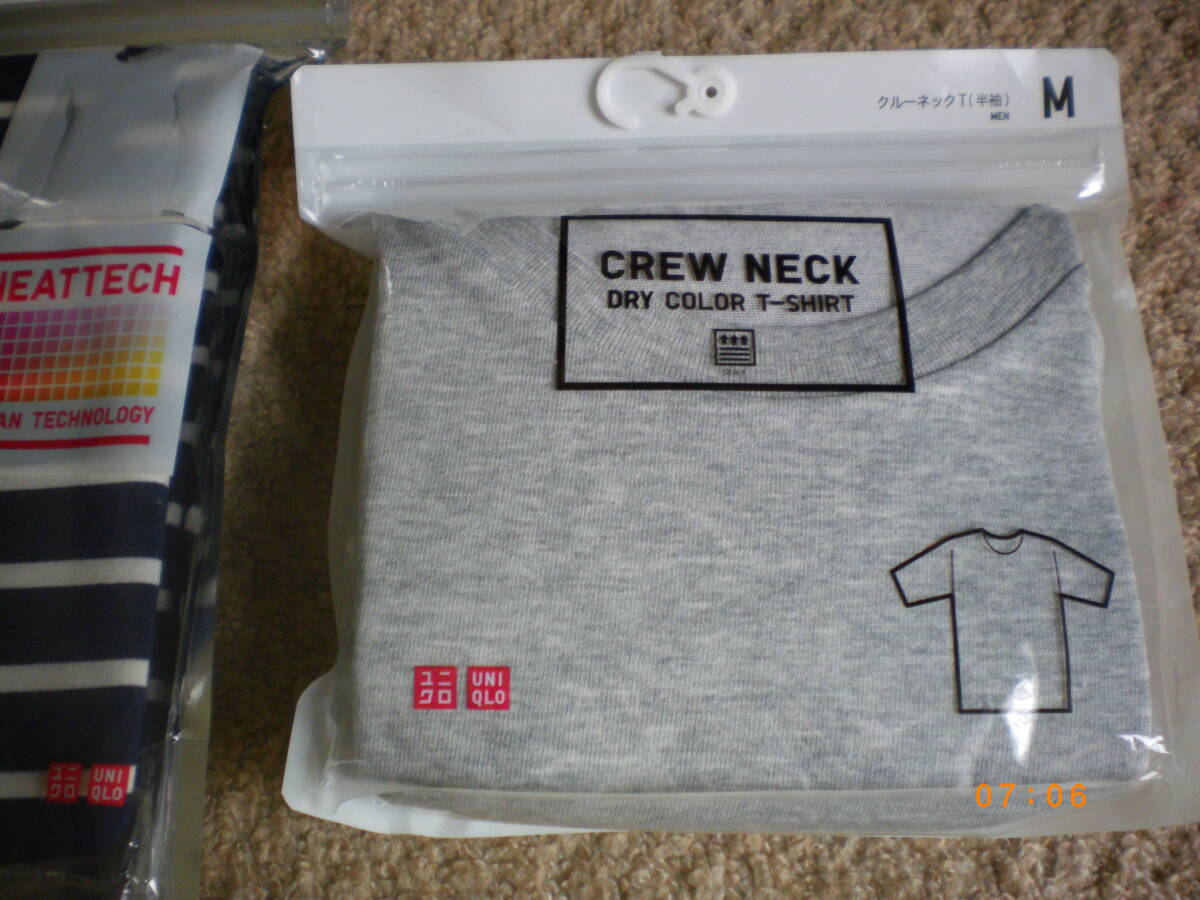 HEATTECH
AN TECHNOLOGY
ユニ
クロ
UNI
QLO
クルーネックT(半袖)
MEN
M
CREW NECK
DRY COLOR T-SHIRT
ユニ
クロ
UNI
QLO
07:06